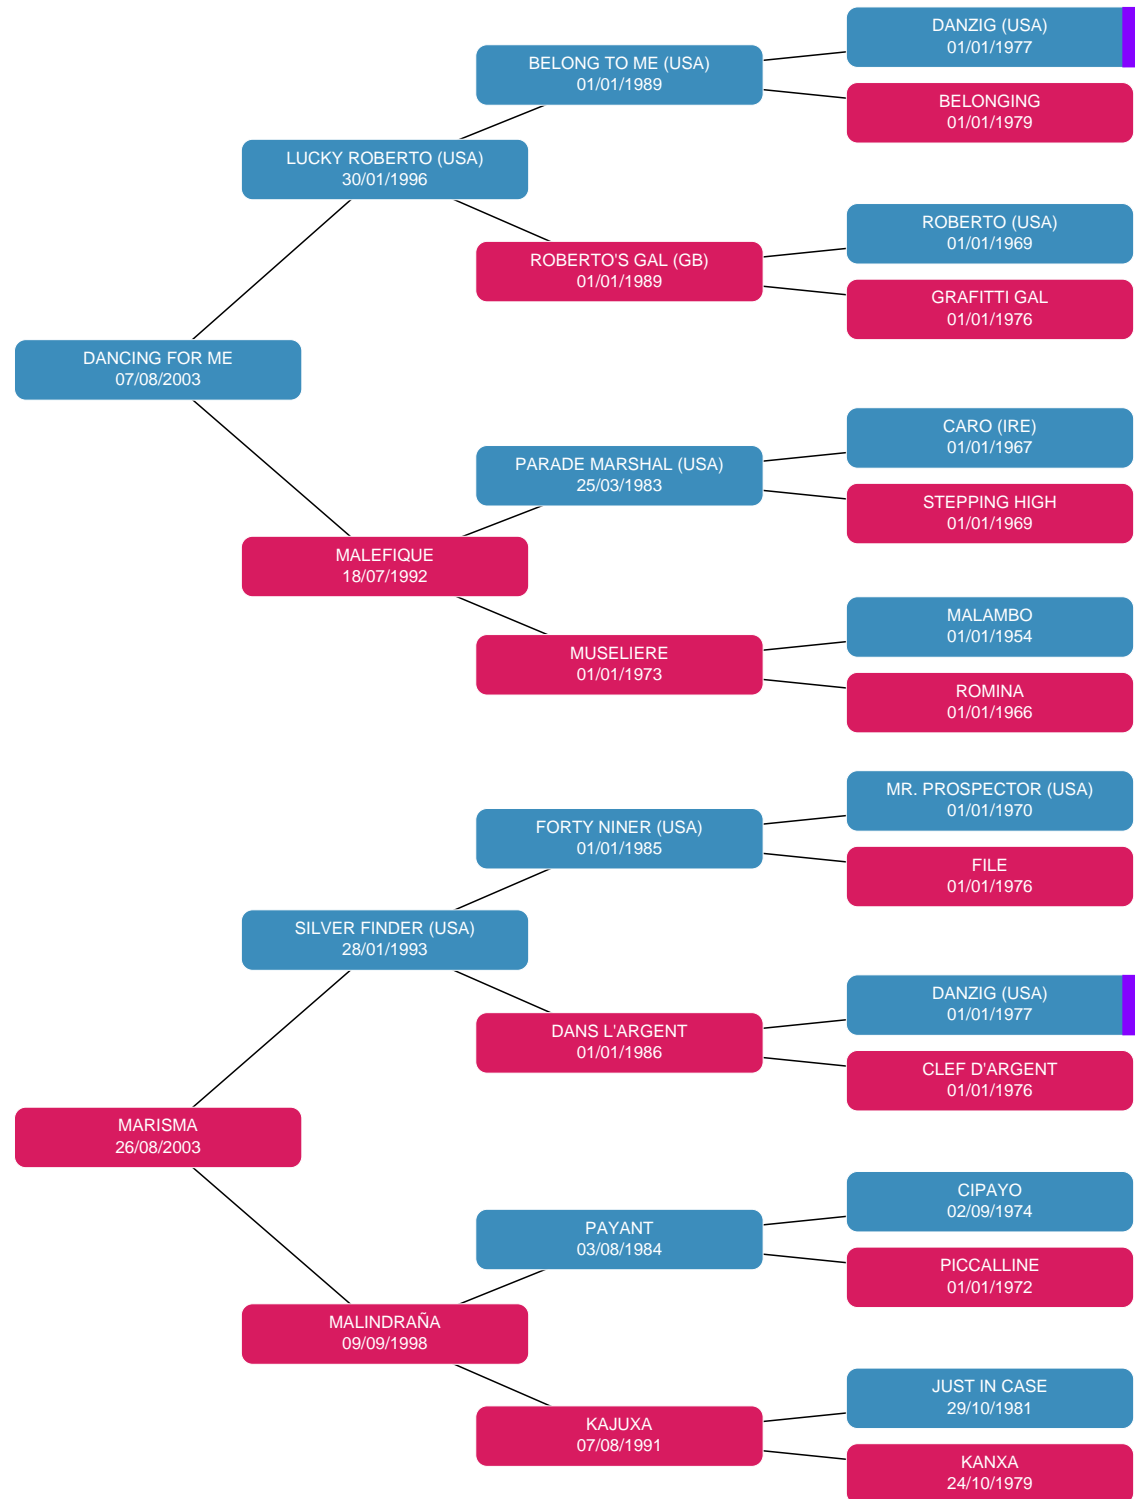 DANZIG (USA)
01/01/1977
BELONG TO ME (USA)
01/01/1989
BELONGING
01/01/1979
LUCKY ROBERTO (USA)
30/01/1996
ROBERTO (USA)
01/01/1969
ROBERTO'S GAL (GB)
01/01/1989
GRAFITTI GAL
01/01/1976
DANCING FOR ME
07/08/2003
CARO (IRE)
01/01/1967
PARADE MARSHAL (USA)
25/03/1983
STEPPING HIGH
01/01/1969
MALEFIQUE
18/07/1992
MALAMBO
01/01/1954
MUSELIERE
01/01/1973
ROMINA
01/01/1966
MR. PROSPECTOR (USA)
01/01/1970
FORTY NINER (USA)
01/01/1985
FILE
01/01/1976
SILVER FINDER (USA)
28/01/1993
DANZIG (USA)
01/01/1977
DANS L'ARGENT
01/01/1986
CLEF D'ARGENT
01/01/1976
MARISMA
26/08/2003
CIPAYO
02/09/1974
PAYANT
03/08/1984
PICCALLINE
01/01/1972
MALINDRAÑA
09/09/1998
JUST IN CASE
29/10/1981
KAJUXA
07/08/1991
KANXA
24/10/1979